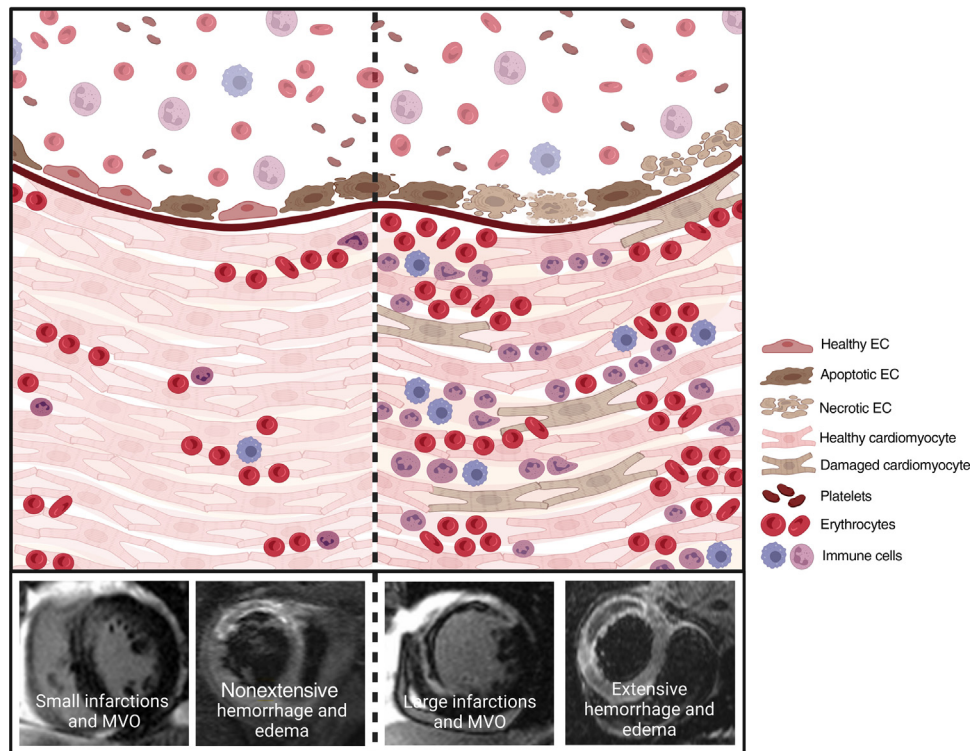 Healthy EC
Apoptotic EC
Necrotic EC
Healthy cardiomyocyte
Damaged cardiomyocyte
Platelets
Erythrocytes
Immune cells
Small infarctions
and MVO
Nonextensive
hemorrhage and
edema
Large infarctions
and MVO
Extensive
hemorrhage and
edema